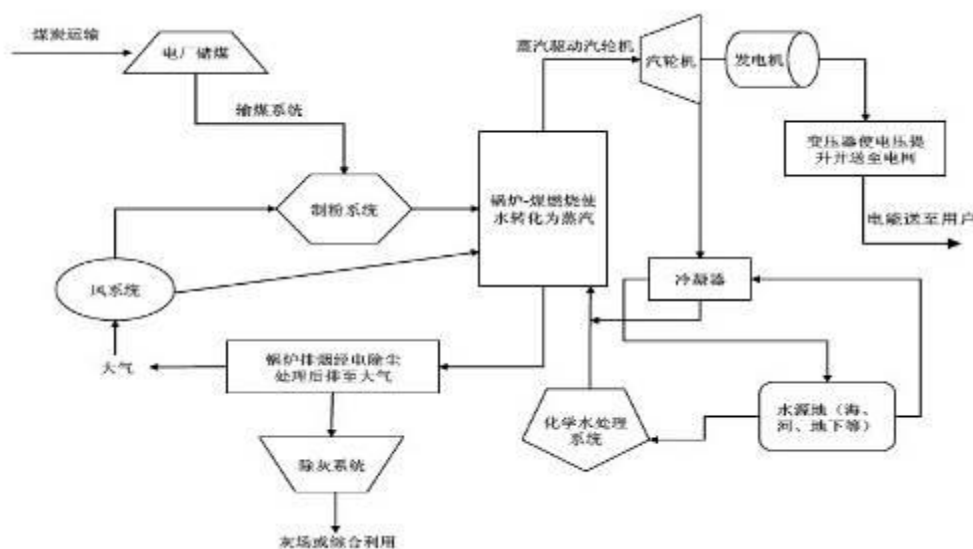 煤炭运输
电厂储煤
蒸汽驱动汽轮机
汽轮机
发电机
输煤系统
变压器使电压提
升并送至电网
锅炉-煤燃烧使
水转化为蒸汽
制粉系统
电能送至用户
风系统
冷凝器
大气
锅炉排烟经电除尘
处理后排至大气
水源地（海、
河、地下等）
化学水处理
系统
除灰系统
灰场或综合利用